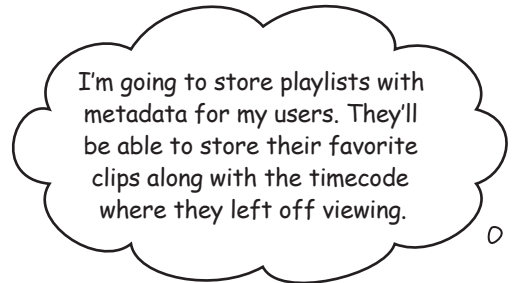 I'm going to store playlists with
metadata for my users. They'll
be able to store their favorite
clips along with the timecode
where they left off viewing.